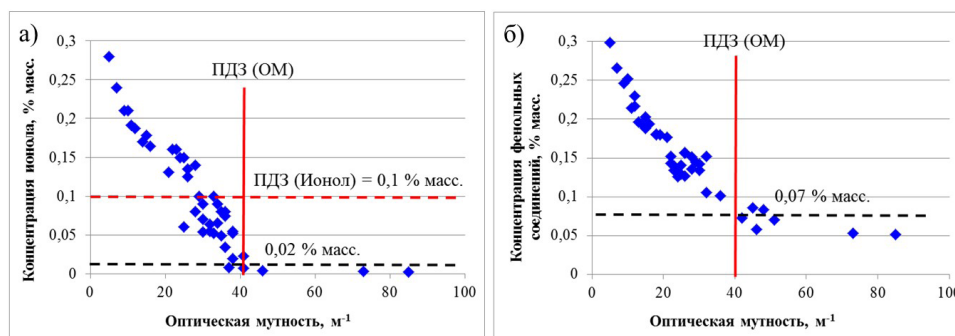 а)
Концентрация ионола, % масс.
0,3
0,25
0,2
0,15
0,1
0,05
0
ПДЗ (ОМ)
ПДЗ (Ионол) = 0,1 % масс.
0,02 % масс.
0 20 40 60 80 100
Оптическая мутность, м⁻¹
б)
Концентрация фенольных
соединений, % масс.
0,3
0,25
0,2
0,15
0,1
0,05
0
ПДЗ (ОМ)
0,07 % масс.
0 20 40 60 80 100
Оптическая мутность, м⁻¹